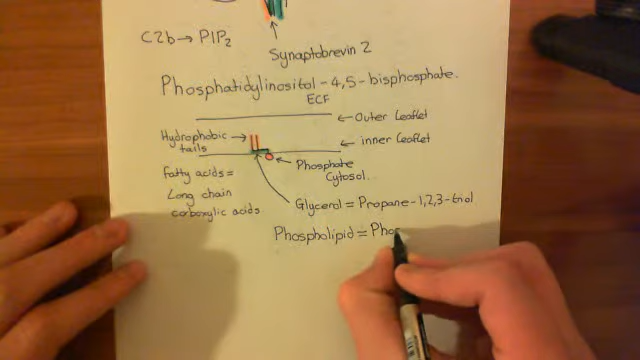 C2b → PIP₂
Synaptobrevin 2
Phosphatidylinositol-4,5-bisphosphate.
ECF
← Outer Leaflet
Hydrophobic →
tails
← inner Leaflet
← Phosphate
Cytosol.
Fatty acids =
Long chain
carboxylic acids
Glycerol = Propane-1,2,3-triol
Phospholipid = Phos